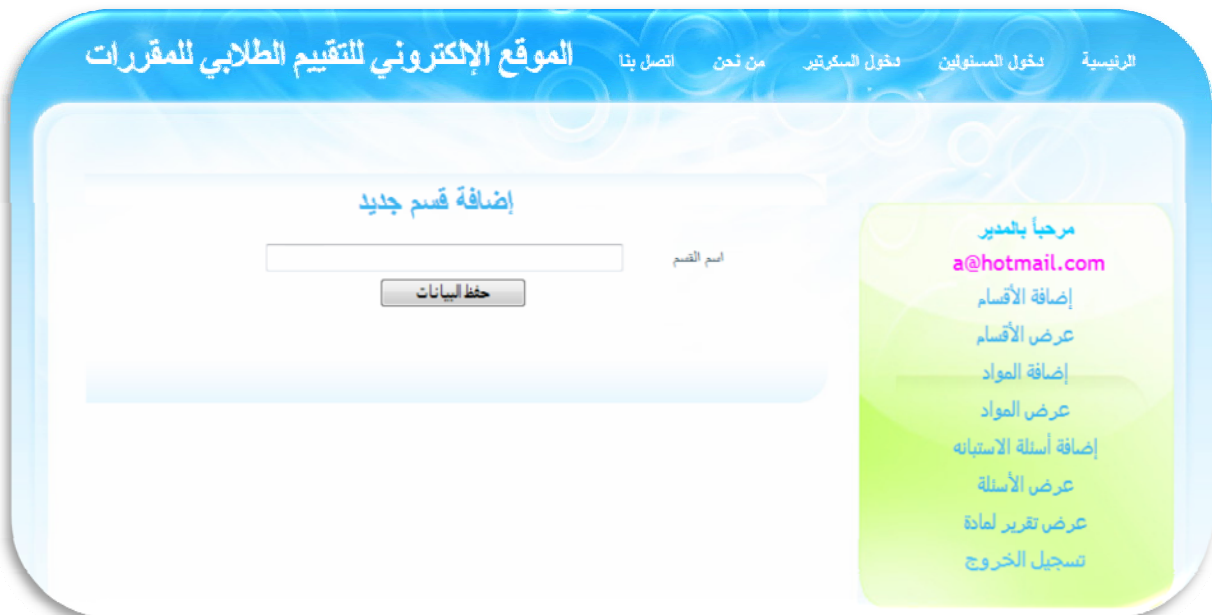 الرئيسية دخول المسئولين دخول السكرتير من نحن اتصل بنا الموقع الإلكتروني للتقييم الطلابي للمقررات
مرحباً بالمدير
a@hotmail.com
إضافة الأقسام
عرض الأقسام
إضافة المواد
عرض المواد
إضافة أسئلة الاستبانه
عرض الأسئلة
عرض تقرير لمادة
تسجيل الخروج
إضافة قسم جديد
اسم القسم
حفظ البيانات